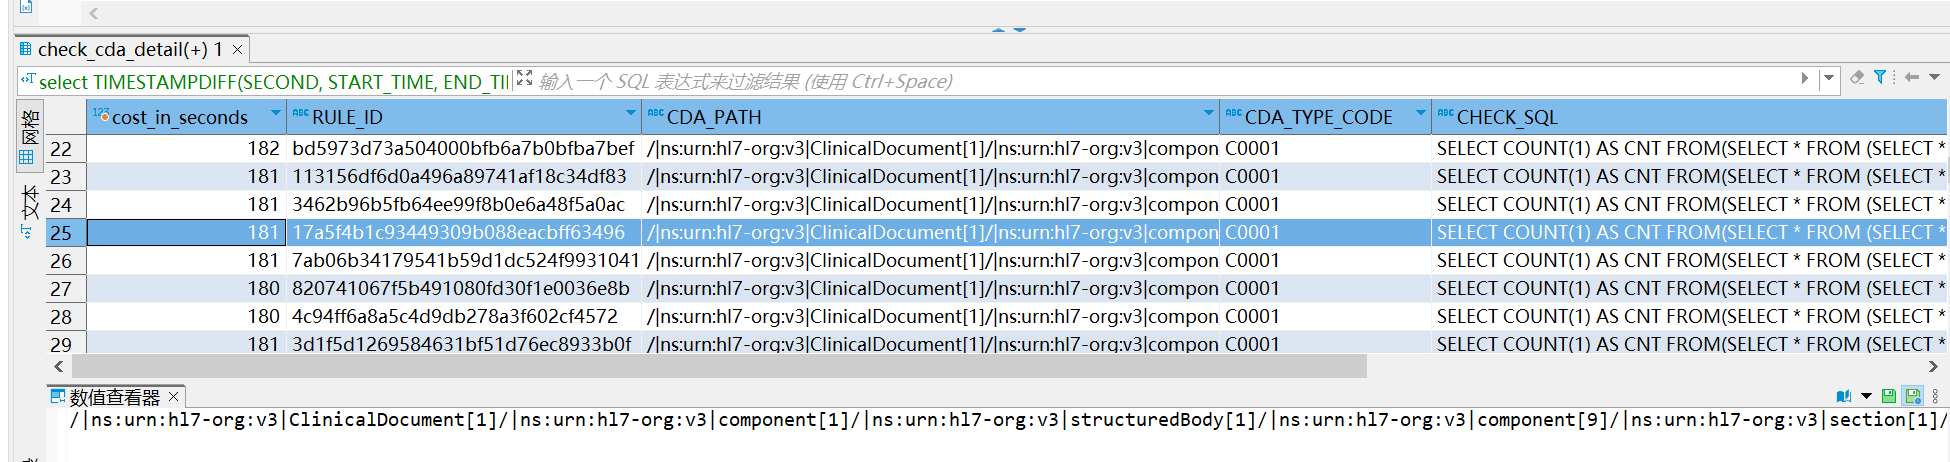 check_cda_detail(+) 1
select TIMESTAMPDIFF(SECOND, START_TIME, END_TII 输入一个 SQL 表达式来过滤结果 (使用 Ctrl+Space)
网格
文本
cost_in_seconds RULE_ID CDA_PATH CDA_TYPE_CODE CHECK_SQL
22 182 bd5973d73a504000bfb6a7b0bfba7bef /|ns:urn:hl7-org:v3|ClinicalDocument[1]/|ns:urn:hl7-org:v3|compon C0001 SELECT COUNT(1) AS CNT FROM(SELECT * FROM (SELECT *
23 181 113156df6d0a496a89741af18c34df83 /|ns:urn:hl7-org:v3|ClinicalDocument[1]/|ns:urn:hl7-org:v3|compon C0001 SELECT COUNT(1) AS CNT FROM(SELECT * FROM (SELECT *
24 181 3462b96b5fb64ee99f8b0e6a48f5a0ac /|ns:urn:hl7-org:v3|ClinicalDocument[1]/|ns:urn:hl7-org:v3|compon C0001 SELECT COUNT(1) AS CNT FROM(SELECT * FROM (SELECT *
25 181 17a5f4b1c93449309b088eacbff63496 /|ns:urn:hl7-org:v3|ClinicalDocument[1]/|ns:urn:hl7-org:v3|compon C0001 SELECT COUNT(1) AS CNT FROM(SELECT * FROM (SELECT *
26 181 7ab06b34179541b59d1dc524f9931041 /|ns:urn:hl7-org:v3|ClinicalDocument[1]/|ns:urn:hl7-org:v3|compon C0001 SELECT COUNT(1) AS CNT FROM(SELECT * FROM (SELECT *
27 180 820741067f5b491080fd30f1e0036e8b /|ns:urn:hl7-org:v3|ClinicalDocument[1]/|ns:urn:hl7-org:v3|compon C0001 SELECT COUNT(1) AS CNT FROM(SELECT * FROM (SELECT *
28 180 4c94ff6a8a5c4d9db278a3f602cf4572 /|ns:urn:hl7-org:v3|ClinicalDocument[1]/|ns:urn:hl7-org:v3|compon C0001 SELECT COUNT(1) AS CNT FROM(SELECT * FROM (SELECT *
29 181 3d1f5d1269584631bf51d76ec8933b0f /|ns:urn:hl7-org:v3|ClinicalDocument[1]/|ns:urn:hl7-org:v3|compon C0001 SELECT COUNT(1) AS CNT FROM(SELECT * FROM (SELECT *
数值查看器
/|ns:urn:hl7-org:v3|ClinicalDocument[1]/|ns:urn:hl7-org:v3|component[1]/|ns:urn:hl7-org:v3|structuredBody[1]/|ns:urn:hl7-org:v3|component[9]/|ns:urn:hl7-org:v3|section[1]/